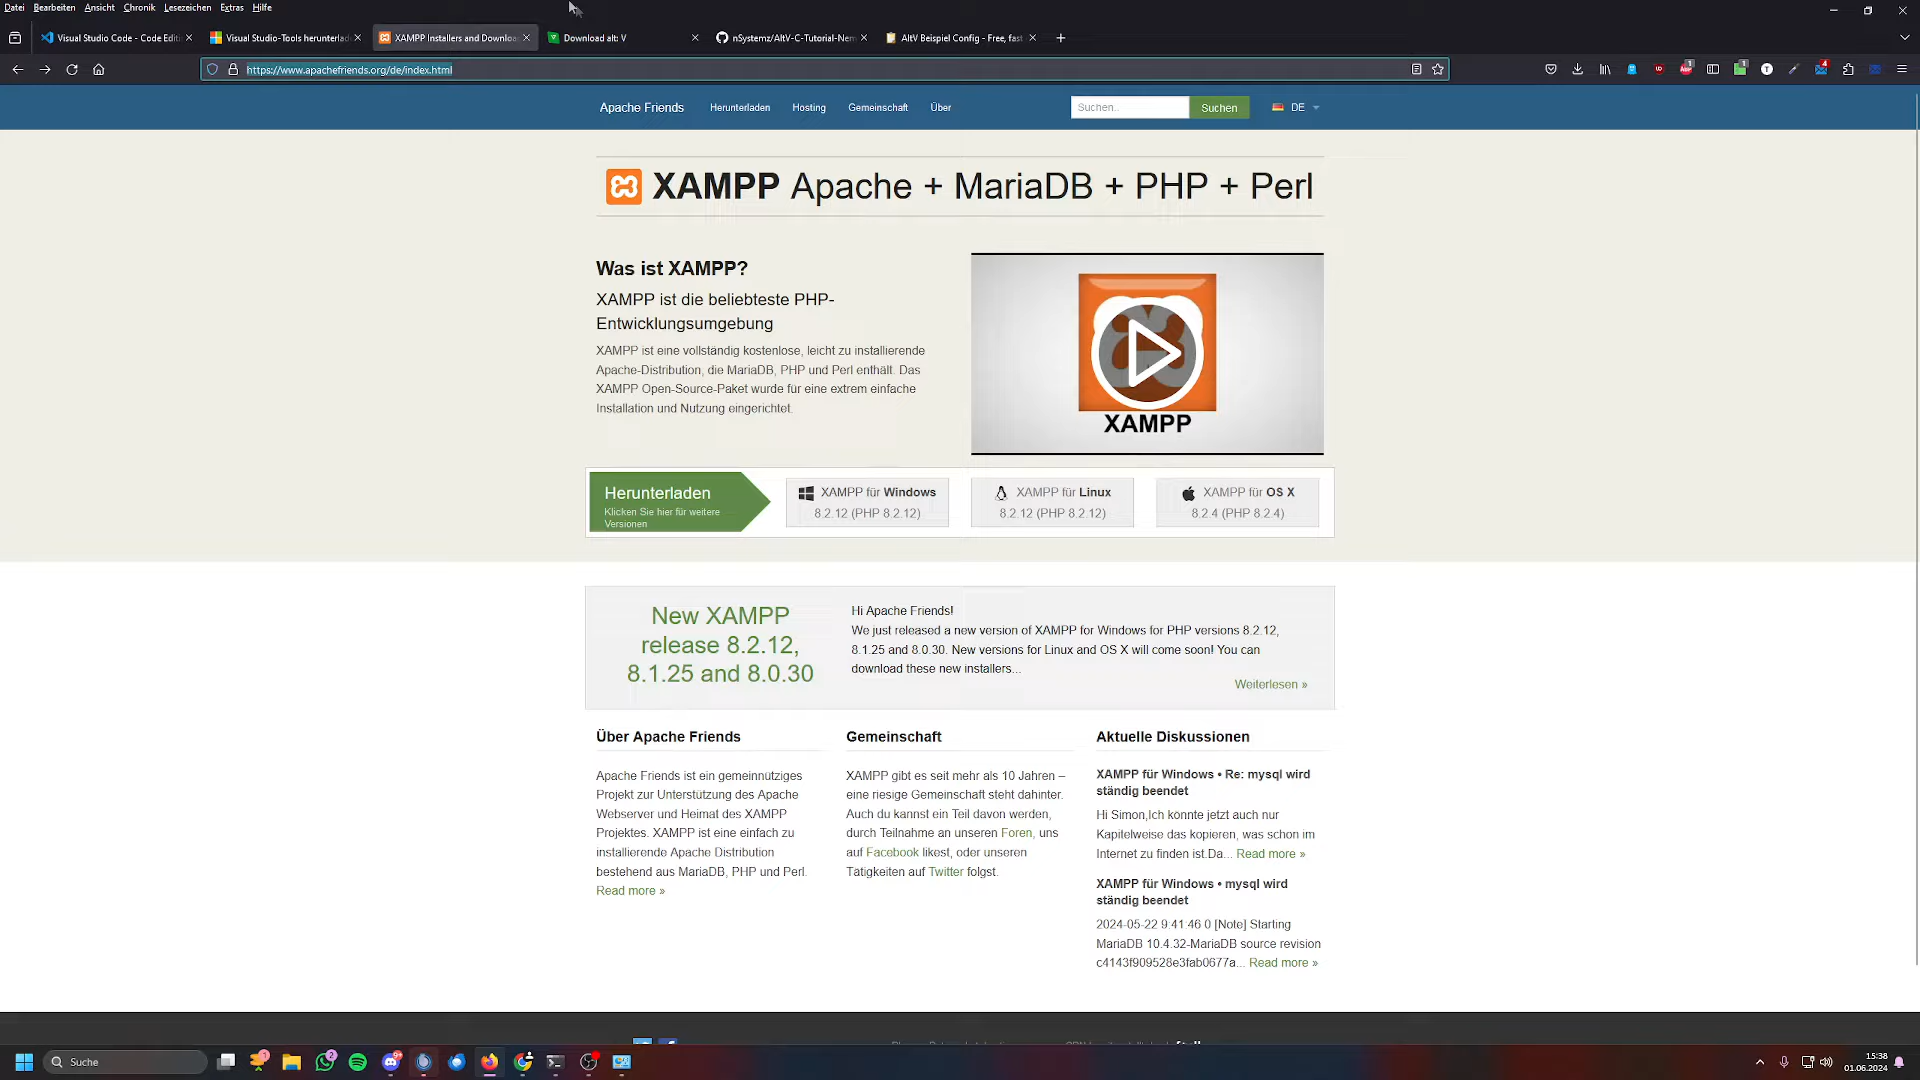 Datei Bearbeiten Ansicht Chronik Lesezeichen Extras Hilfe
Visual Studio Code - Code Edit
Visual Studio-Tools herunterlad
XAMPP Installers and Downloa
Download alt: V
nSystemz/AltV-C-Tutorial-Nem
AltV Beispiel Config - Free, fast
https://www.apachefriends.org/de/index.html
Apache Friends
Herunterladen
Hosting
Gemeinschaft
Über
Suchen..
Suchen
DE
XAMPP Apache + MariaDB + PHP + Perl
Was ist XAMPP?
XAMPP ist die beliebteste PHP-
Entwicklungsumgebung
XAMPP ist eine vollständig kostenlose, leicht zu installierende
Apache-Distribution, die MariaDB, PHP und Perl enthält. Das
XAMPP Open-Source-Paket wurde für eine extrem einfache
Installation und Nutzung eingerichtet.
XAMPP
Herunterladen
Klicken Sie hier für weitere
Versionen
XAMPP für Windows
8.2.12 (PHP 8.2.12)
XAMPP für Linux
8.2.12 (PHP 8.2.12)
XAMPP für OS X
8.2.4 (PHP 8.2.4)
New XAMPP
release 8.2.12,
8.1.25 and 8.0.30
Hi Apache Friends!
We just released a new version of XAMPP for Windows for PHP versions 8.2.12,
8.1.25 and 8.0.30. New versions for Linux and OS X will come soon! You can
download these new installers...
Weiterlesen »
Über Apache Friends
Apache Friends ist ein gemeinnütziges
Projekt zur Unterstützung des Apache
Webserver und Heimat des XAMPP
Projektes. XAMPP ist eine einfach zu
installierende Apache Distribution
bestehend aus MariaDB, PHP und Perl.
Read more »
Gemeinschaft
XAMPP gibt es seit mehr als 10 Jahren –
eine riesige Gemeinschaft steht dahinter.
Auch du kannst ein Teil davon werden,
durch Teilnahme an unseren Foren, uns
auf Facebook likest, oder unseren
Tätigkeiten auf Twitter folgst.
Aktuelle Diskussionen
XAMPP für Windows • Re: mysql wird
ständig beendet
Hi Simon,Ich könnte jetzt auch nur
Kapitelweise das kopieren, was schon im
Internet zu finden ist.Da... Read more »
XAMPP für Windows • mysql wird
ständig beendet
2024-05-22 9:41:46 0 [Note] Starting
MariaDB 10.4.32-MariaDB source revision
c4143f909528e3fab0677a... Read more »
Suche
15:38
01.06.2024